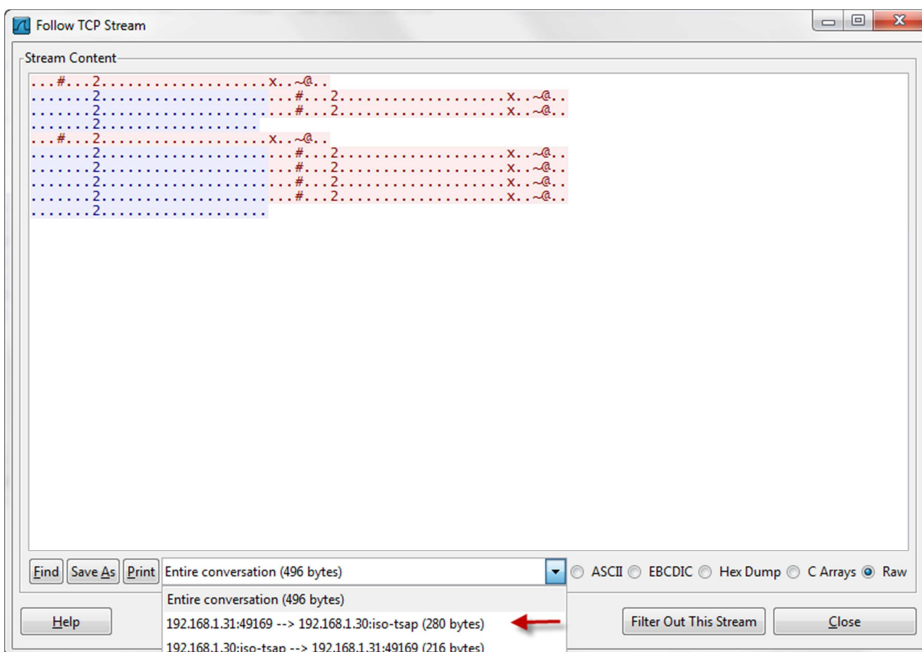 Follow TCP Stream
Stream Content
...#...2...................x..~@..
.......2......................#...2...................x..~@..
.......2......................#...2...................x..~@..
.......2..................
...#...2...................x..~@..
.......2......................#...2...................x..~@..
.......2......................#...2...................x..~@..
.......2......................#...2...................x..~@..
.......2......................#...2...................x..~@..
.......2...................
Find Save As Print Entire conversation (496 bytes) ASCII EBCDIC Hex Dump C Arrays Raw
Entire conversation (496 bytes)
Help 192.168.1.31:49169 --> 192.168.1.30:iso-tsap (280 bytes) Filter Out This Stream Close
192.168.1.30:iso-tsap --> 192.168.1.31:49169 (216 bytes)